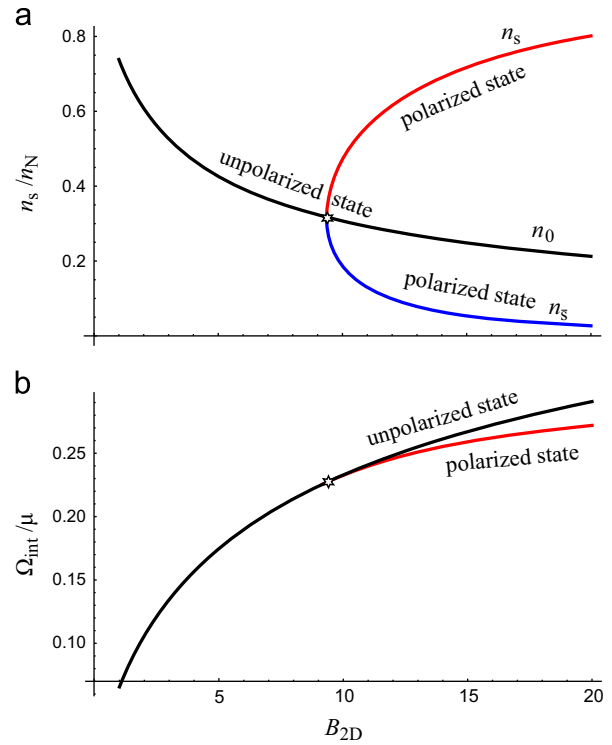 a
0.8
n_s
polarized state
0.6
n_s / n_N
unpolarized state
0.4
n_0
0.2
polarized state
n_s̄
b
unpolarized state
0.25
polarized state
0.20
Ω_int / μ
0.15
0.10
5 10 15 20
B_2D